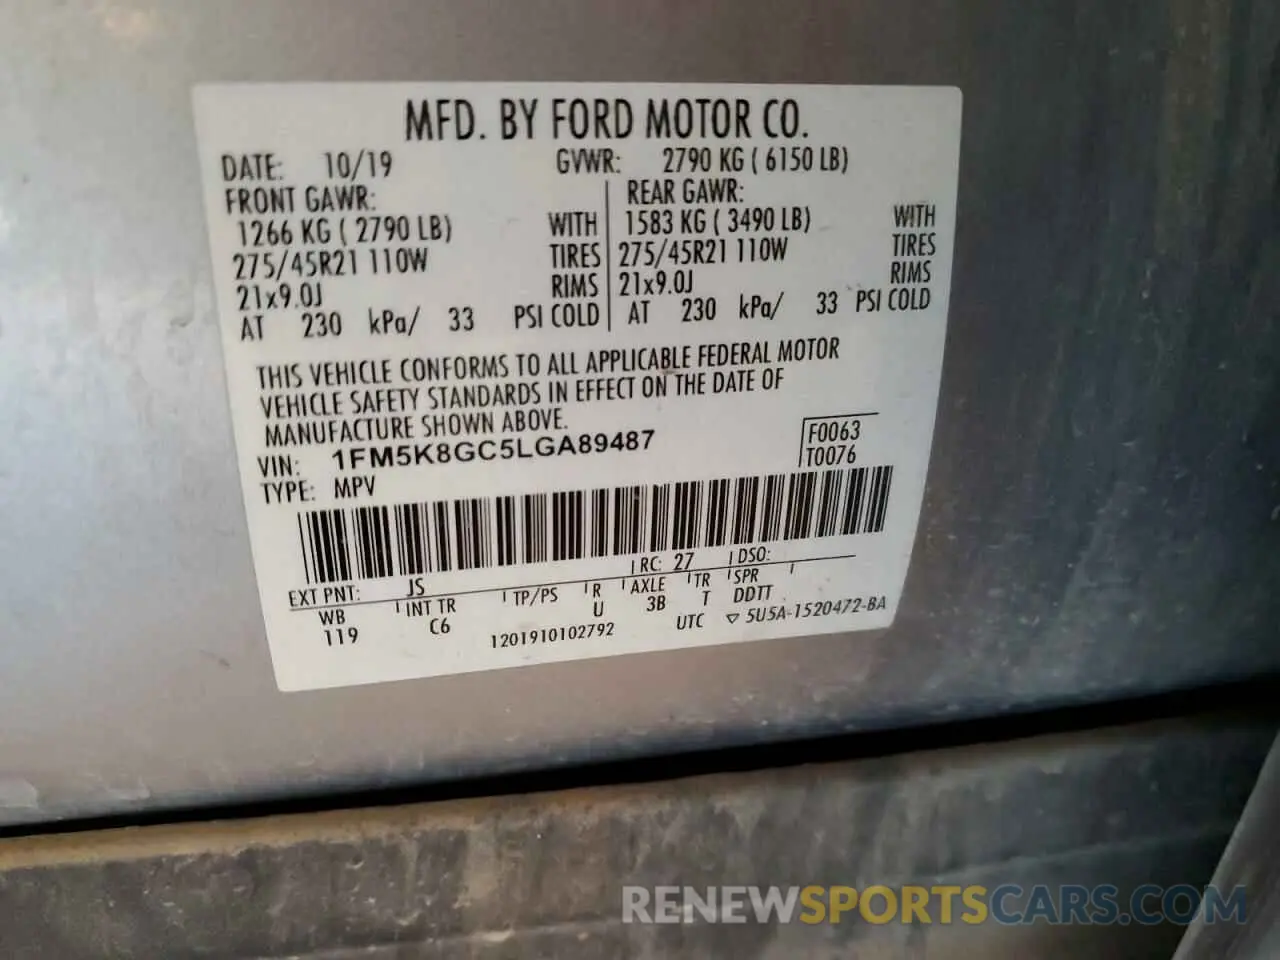 MFD. BY FORD MOTOR CO.
DATE: 10/19 GVWR: 2790 KG ( 6150 LB)
FRONT GAWR: REAR GAWR:
1266 KG ( 2790 LB) WITH 1583 KG ( 3490 LB) WITH
275/45R21 110W TIRES 275/45R21 110W TIRES
21x9.0J RIMS 21x9.0J RIMS
AT 230 kPa/ 33 PSI COLD AT 230 kPa/ 33 PSI COLD
THIS VEHICLE CONFORMS TO ALL APPLICABLE FEDERAL MOTOR
VEHICLE SAFETY STANDARDS IN EFFECT ON THE DATE OF
MANUFACTURE SHOWN ABOVE.
VIN: 1FM5K8GC5LGA89487 F0063
TYPE: MPV T0076
EXT PNT: JS RC: 27 DSO:
WB INT TR TP/PS R AXLE TR SPR
119 C6 U 3B T DDTT
1201910102792 UTC ▽ 5U5A-1520472-BA
RENEWSPORTSCARS.COM